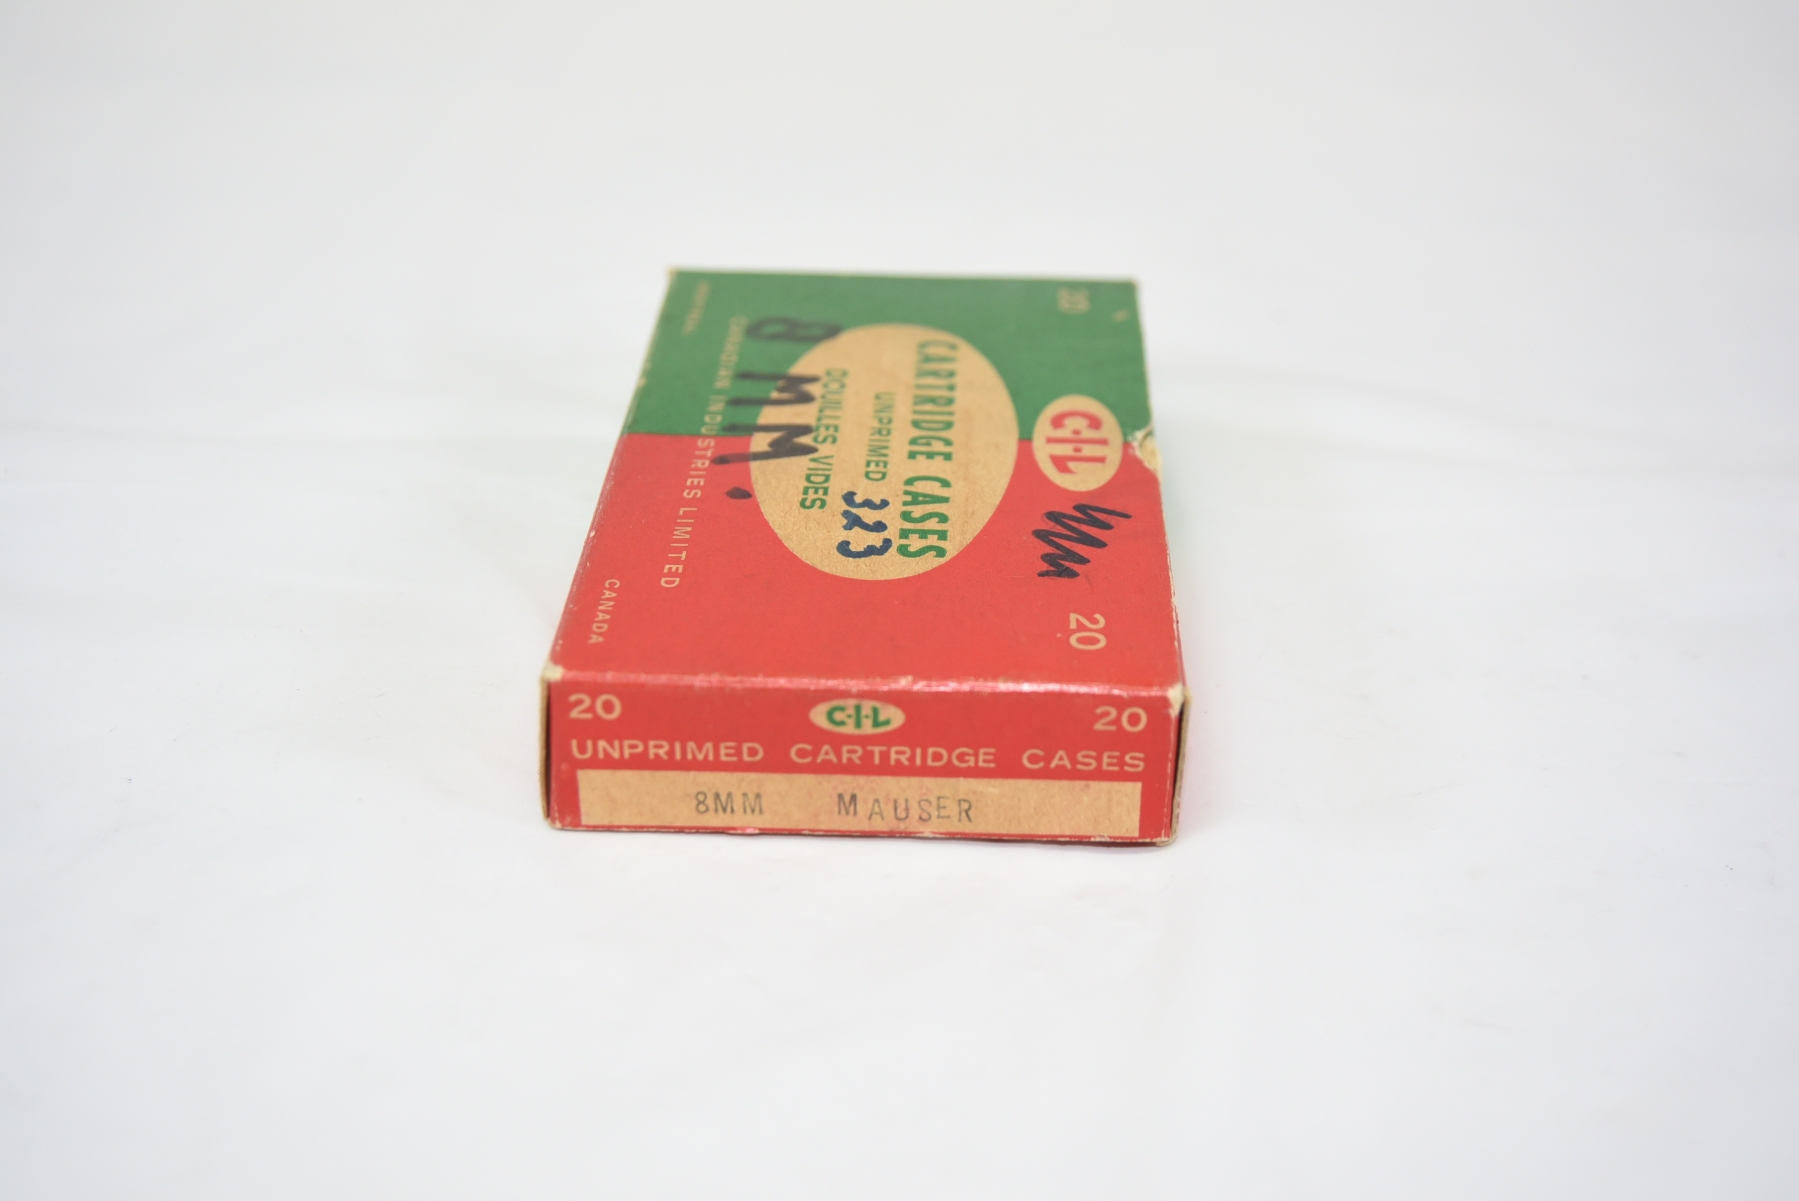 20 C·I·L 20
CARTRIDGE CASES
UNPRIMED
323
DOUILLES VIDES
8 MM.
CANADIAN INDUSTRIES LIMITED
MONTREAL CANADA
20 C·I·L 20
UNPRIMED CARTRIDGE CASES
8MM MAUSER